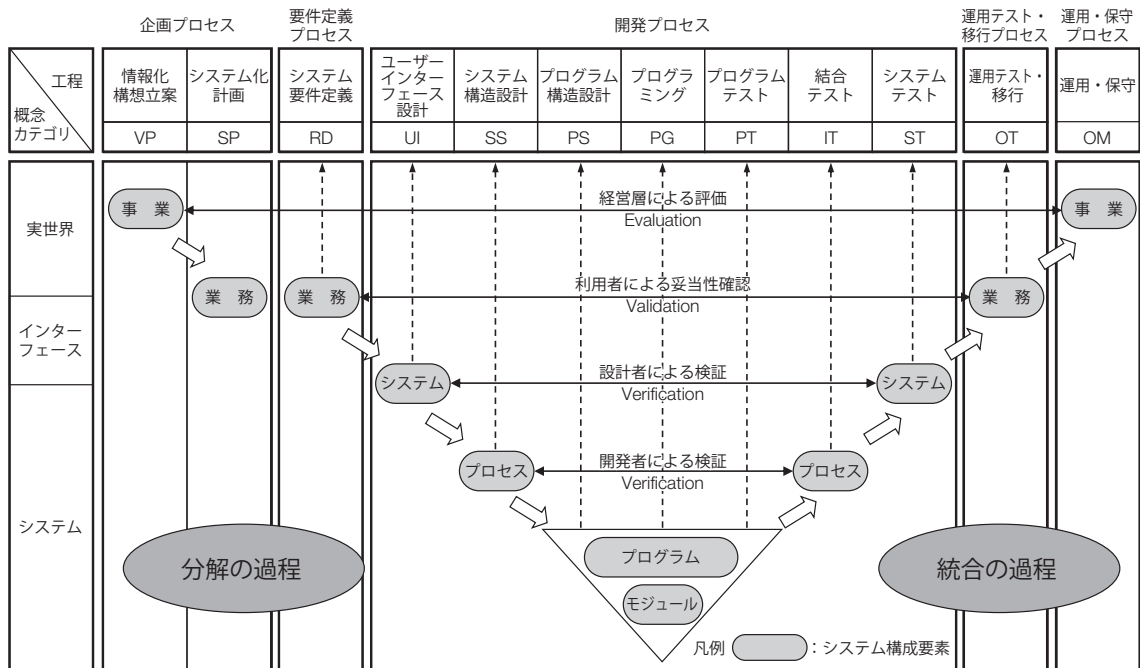 企画プロセス
要件定義
プロセス
開発プロセス
運用テスト・
移行プロセス
運用・保守
プロセス
工程
概念
カテゴリ
情報化
構想立案
システム化
計画
システム
要件定義
ユーザー
インター
フェース
設計
システム
構造設計
プログラム
構造設計
プログラ
ミング
プログラム
テスト
結合
テスト
システム
テスト
運用テスト・
移行
運用・保守
VP
SP
RD
UI
SS
PS
PG
PT
IT
ST
OT
OM
実世界
事 業
経営層による評価
Evaluation
事 業
業 務
業 務
利用者による妥当性確認
Validation
業 務
インター
フェース
システム
設計者による検証
Verification
システム
プロセス
開発者による検証
Verification
プロセス
システム
分解の過程
プログラム
モジュール
統合の過程
凡例 :システム構成要素